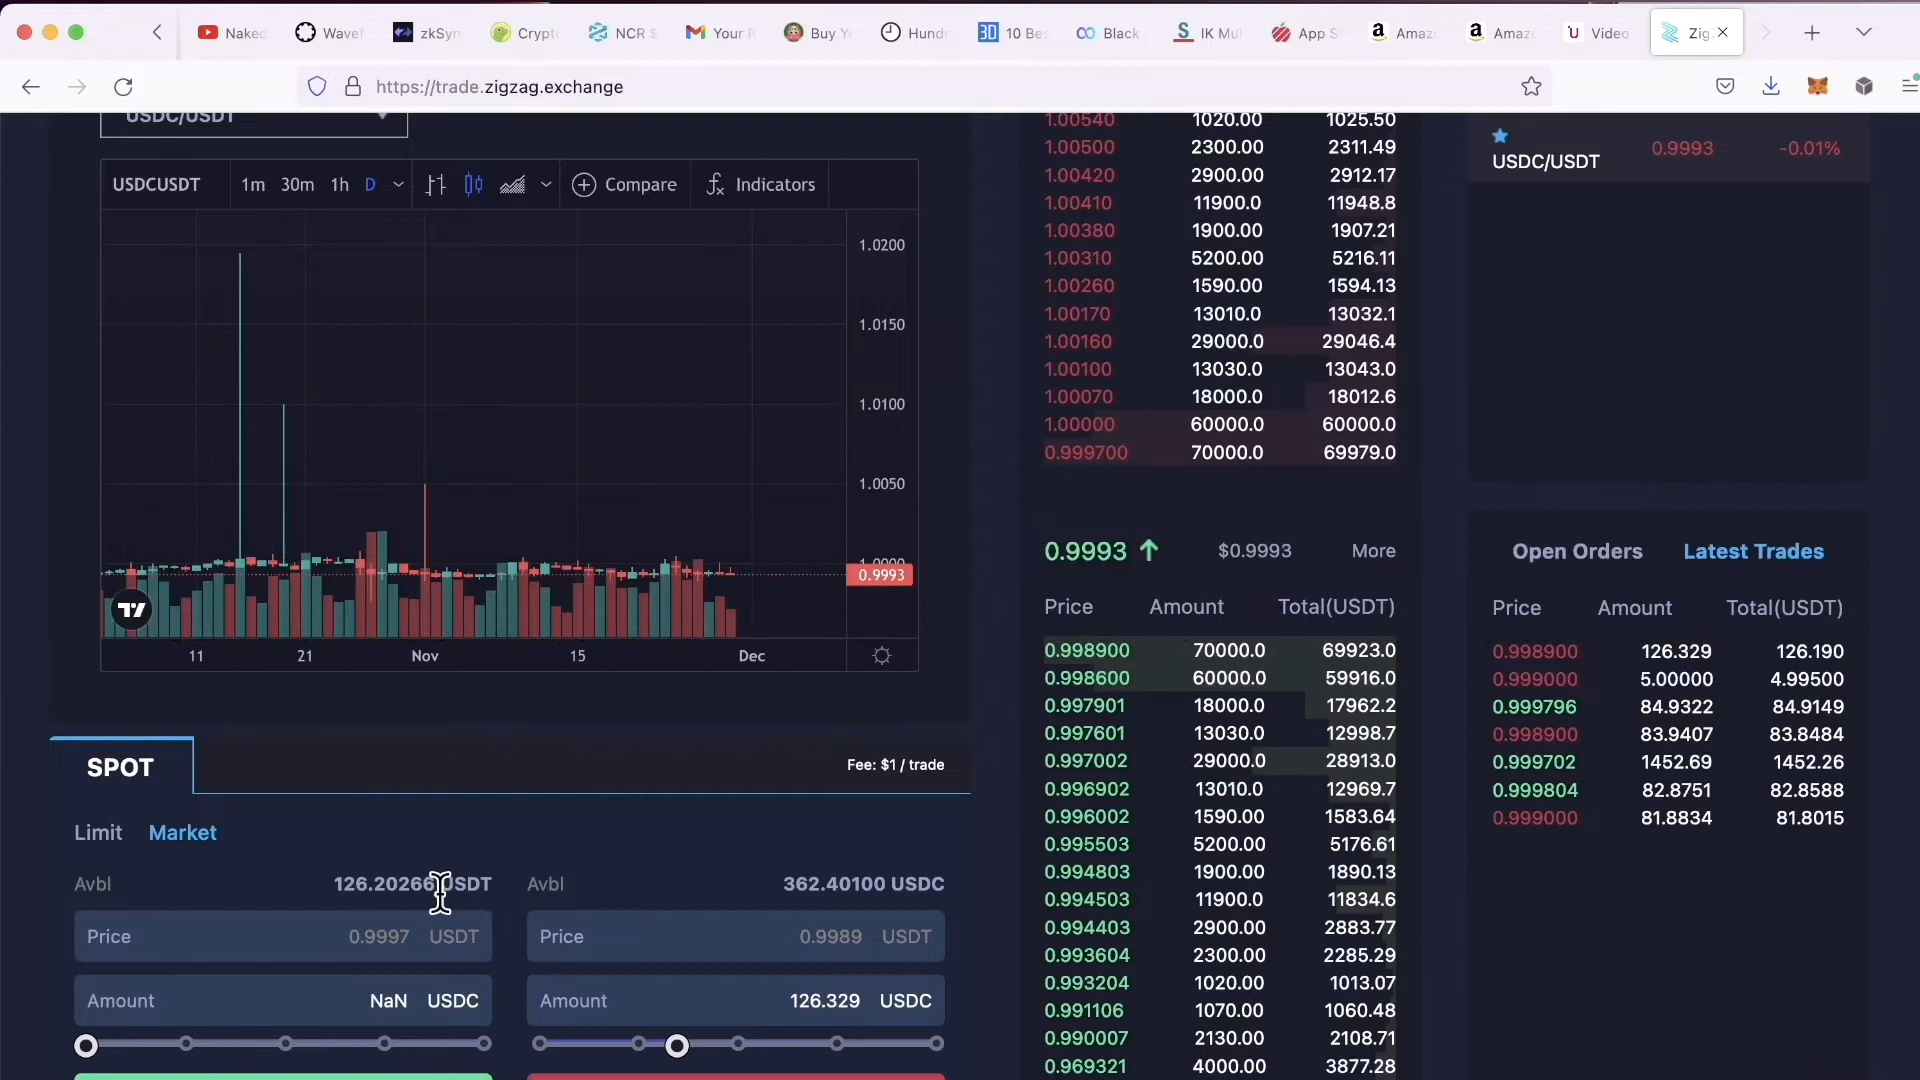 Naked
Wavef
zkSyn
Crypt
NCR S
Your R
Buy Y
Hund
30
10 Be
Black
IK Mu
App S
Amaz
Amaz
Video
Zig
https://trade.zigzag.exchange
USDC/USDT
USDCUSDT 1m 30m 1h D Compare Indicators
1.0200
1.0150
1.0100
1.0050
1.0000
0.9993
11 21 Nov 15 Dec
SPOT
Fee: $1 / trade
Limit Market
Avbl 126.20266 USDT
Price 0.9997 USDT
Amount NaN USDC
Avbl 362.40100 USDC
Price 0.9989 USDT
Amount 126.329 USDC
1.00540 1020.00 1025.50
1.00500 2300.00 2311.49
1.00420 2900.00 2912.17
1.00410 11900.0 11948.8
1.00380 1900.00 1907.21
1.00310 5200.00 5216.11
1.00260 1590.00 1594.13
1.00170 13010.0 13032.1
1.00160 29000.0 29046.4
1.00100 13030.0 13043.0
1.00070 18000.0 18012.6
1.00000 60000.0 60000.0
0.999700 70000.0 69979.0
0.9993 $0.9993 More
Price Amount Total(USDT)
0.998900 70000.0 69923.0
0.998600 60000.0 59916.0
0.997901 18000.0 17962.2
0.997601 13030.0 12998.7
0.997002 29000.0 28913.0
0.996902 13010.0 12969.7
0.996002 1590.00 1583.64
0.995503 5200.00 5176.61
0.994803 1900.00 1890.13
0.994503 11900.0 11834.6
0.994403 2900.00 2883.77
0.993604 2300.00 2285.29
0.993204 1020.00 1013.07
0.991106 1070.00 1060.48
0.990007 2130.00 2108.71
0.969321 4000.00 3877.28
USDC/USDT 0.9993 -0.01%
Open Orders Latest Trades
Price Amount Total(USDT)
0.998900 126.329 126.190
0.999000 5.00000 4.99500
0.999796 84.9322 84.9149
0.998900 83.9407 83.8484
0.999702 1452.69 1452.26
0.999804 82.8751 82.8588
0.999000 81.8834 81.8015